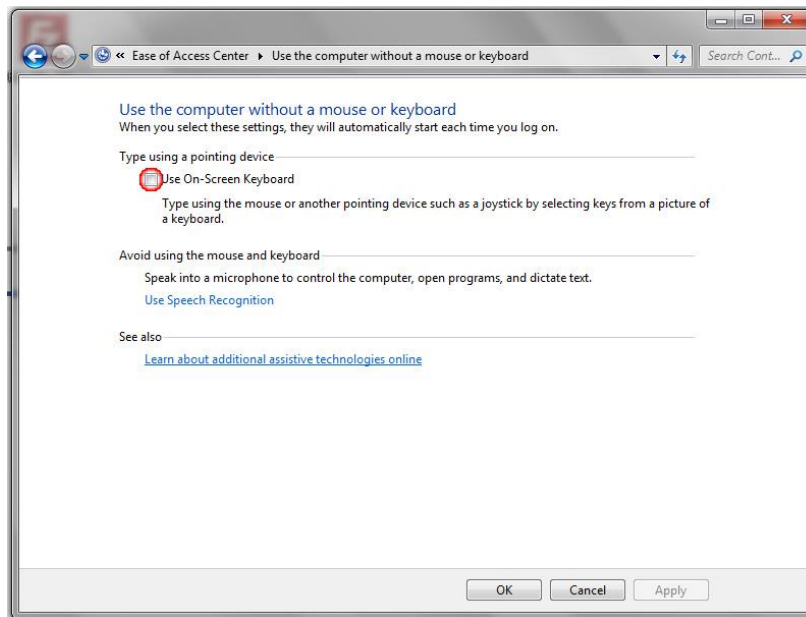 « Ease of Access Center ▸ Use the computer without a mouse or keyboard
Search Cont...
Use the computer without a mouse or keyboard
When you select these settings, they will automatically start each time you log on.
Type using a pointing device
Use On-Screen Keyboard
Type using the mouse or another pointing device such as a joystick by selecting keys from a picture of
a keyboard.
Avoid using the mouse and keyboard
Speak into a microphone to control the computer, open programs, and dictate text.
Use Speech Recognition
See also
Learn about additional assistive technologies online
OK Cancel Apply